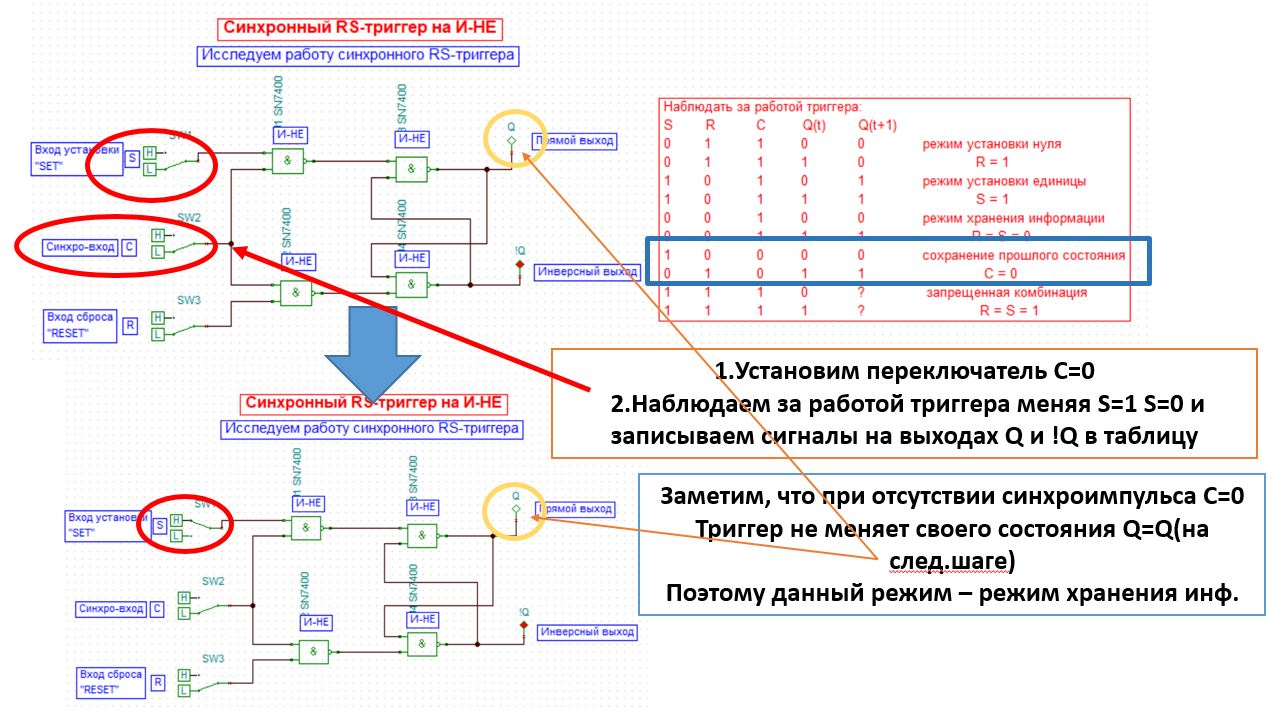 Синхронный RS-триггер на И-НЕ
Исследуем работу синхронного RS-триггера
SN7400
SN7400
И-НЕ
И-НЕ
Q
Прямой выход
Вход установки
"SET"
S
H
L
&
&
SW2
SN7400
SN7400
Синхро-вход
C
H
L
И-НЕ
И-НЕ
!Q
Инверсный выход
&
&
SW3
Вход сброса
"RESET"
R
H
L
Наблюдать за работой триггера:
S R C Q(t) Q(t+1)
0 1 1 0 0 режим установки нуля
0 1 1 1 0 R = 1
1 0 1 0 1 режим установки единицы
1 0 1 1 1 S = 1
0 0 1 0 0 режим хранения информации
0 0 1 1 1 R = S = 0
1 0 0 0 0 сохранение прошлого состояния
0 1 0 1 1 C = 0
1 1 1 0 ? запрещенная комбинация
1 1 1 1 ? R = S = 1
1.Установим переключатель C=0
2.Наблюдаем за работой триггера меняя S=1 S=0 и
записываем сигналы на выходах Q и !Q в таблицу
Синхронный RS-триггер на И-НЕ
Исследуем работу синхронного RS-триггера
SN7400
SN7400
И-НЕ
И-НЕ
Q
Прямой выход
Вход установки
"SET"
S
H
L
&
&
SW2
SN7400
SN7400
Синхро-вход
C
H
L
И-НЕ
И-НЕ
!Q
Инверсный выход
&
&
SW3
Вход сброса
"RESET"
R
H
L
Заметим, что при отсутствии синхроимпульса C=0
Триггер не меняет своего состояния Q=Q(на
след.шаге)
Поэтому данный режим – режим хранения инф.